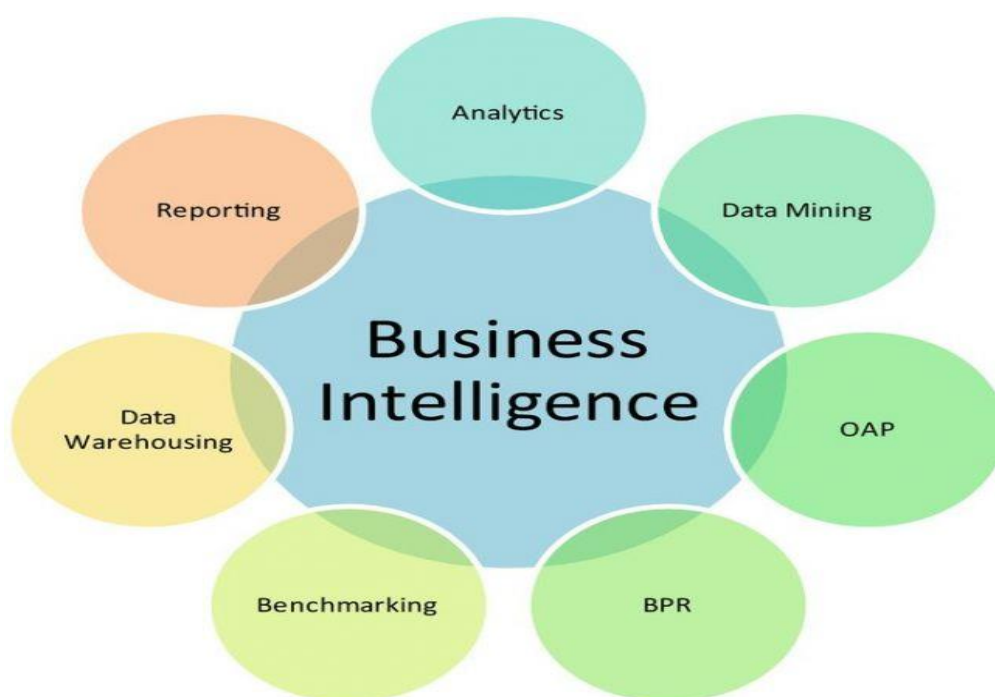 Analytics
Reporting
Data Mining
Business
Intelligence
Data
Warehousing
OAP
Benchmarking
BPR